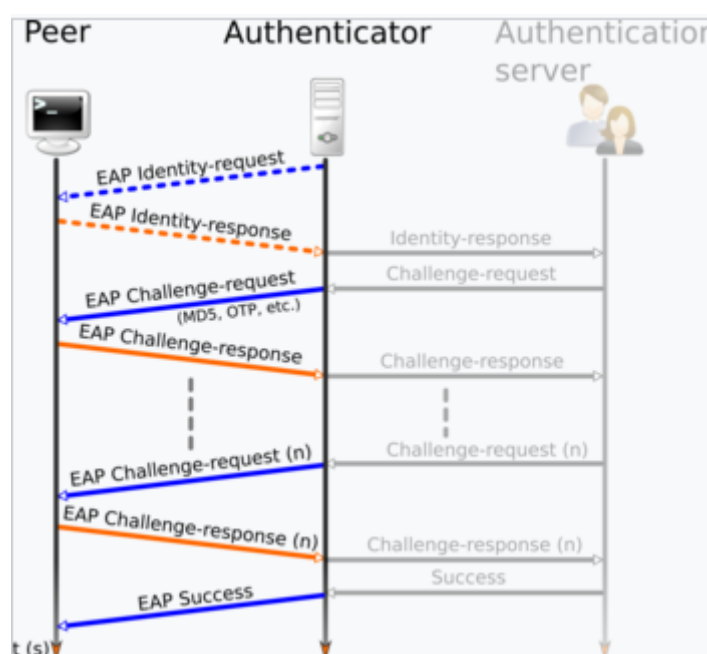 Peer
Authenticator
Authentication
server
>_
EAP Identity-request
EAP Identity-response
Identity-response
Challenge-request
EAP Challenge-request
(MD5, OTP, etc.)
EAP Challenge-response
Challenge-response
Challenge-request (n)
EAP Challenge-request (n)
EAP Challenge-response (n)
Challenge-response (n)
Success
EAP Success
t (s)